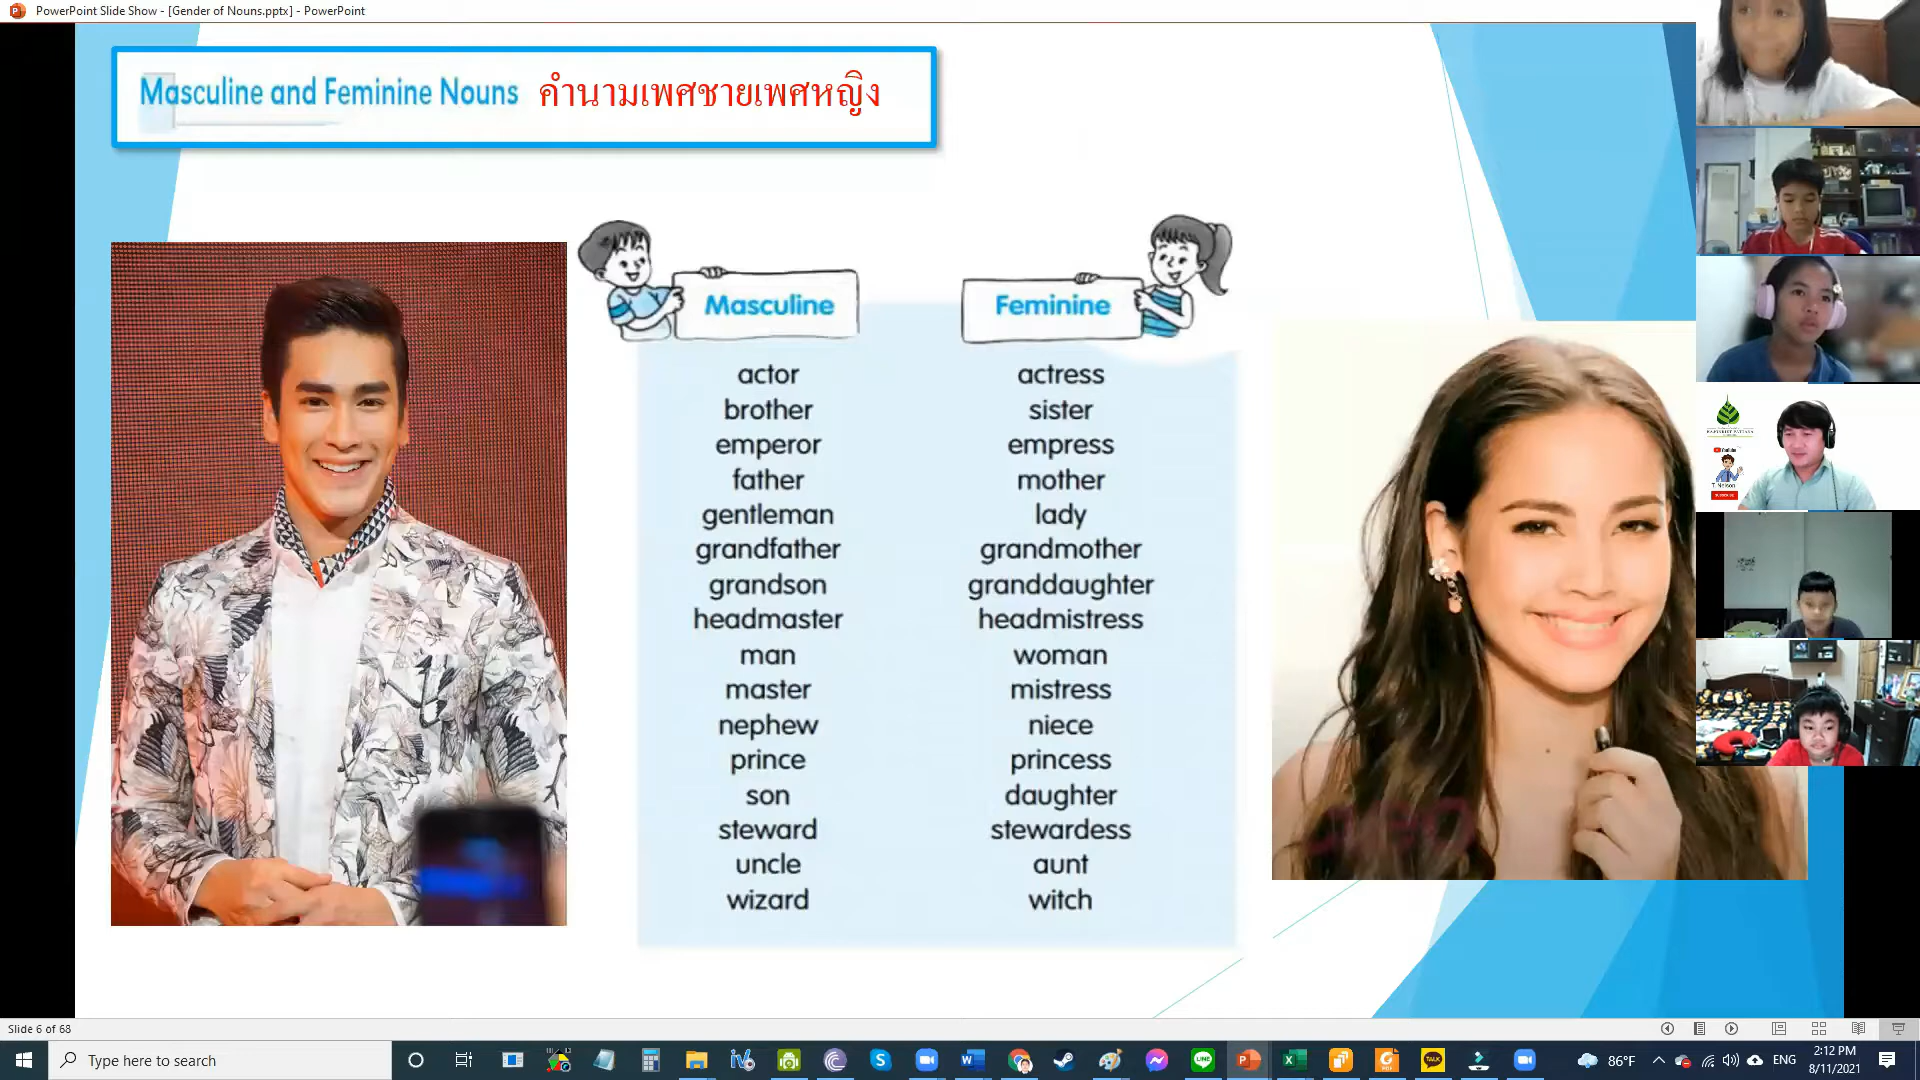 PowerPoint Slide Show - [Gender of Nouns.pptx] - PowerPoint
Masculine and Feminine Nouns คำนามเพศชายเพศหญิง
Masculine Feminine
actor actress
brother sister
emperor empress
father mother
gentleman lady
grandfather grandmother
grandson granddaughter
headmaster headmistress
man woman
master mistress
nephew niece
prince princess
son daughter
steward stewardess
uncle aunt
wizard witch
YouTube
T. Nelson
SUBSCRIBE
Slide 6 of 68
Type here to search
86°F
ENG
2:12 PM
8/11/2021